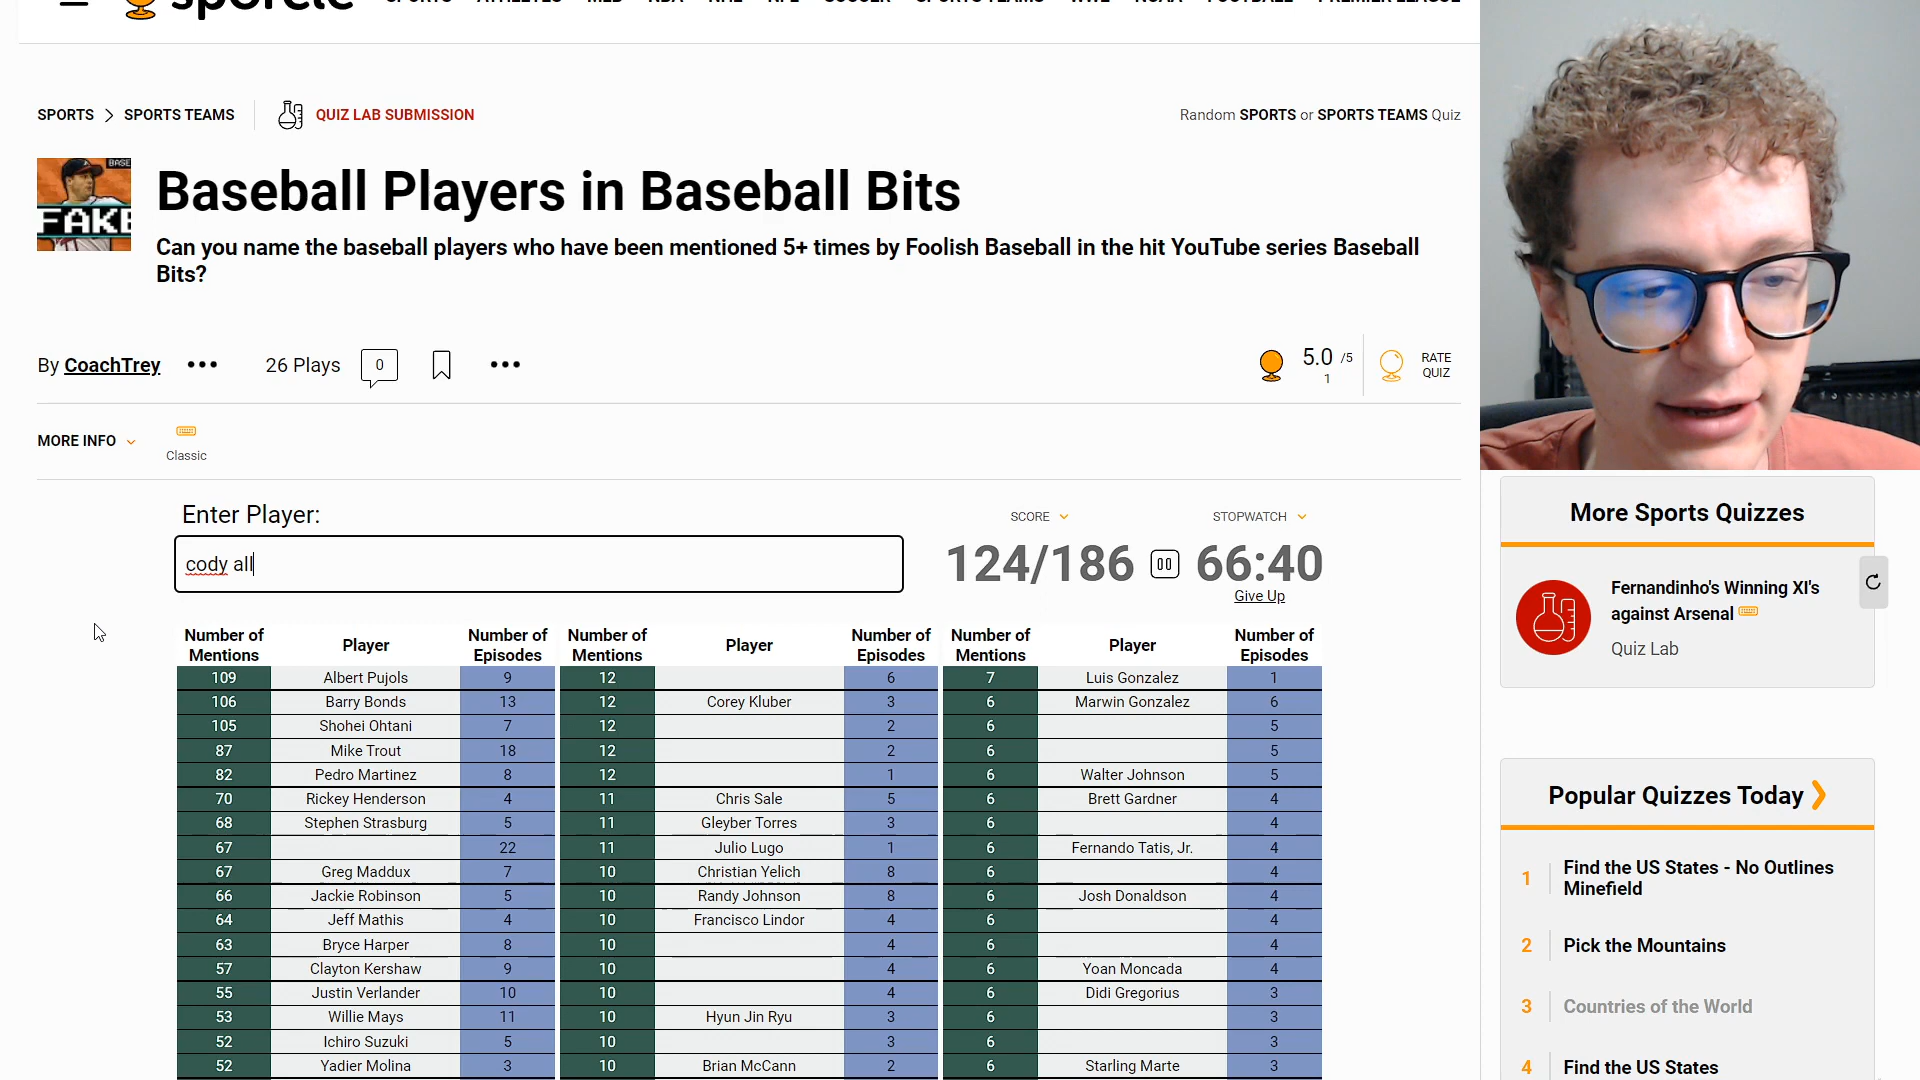 SPORTS > SPORTS TEAMS
QUIZ LAB SUBMISSION
Random SPORTS or SPORTS TEAMS Quiz
BASE
FAKE
Baseball Players in Baseball Bits
Can you name the baseball players who have been mentioned 5+ times by Foolish Baseball in the hit YouTube series Baseball
Bits?
By CoachTrey ••• 26 Plays 0 •••
5.0 /5
1
RATE
QUIZ
MORE INFO
Classic
Enter Player:
SCORE
STOPWATCH
cody all
124/186
66:40
Give Up
Number of Mentions Player Number of Episodes Number of Mentions Player Number of Episodes Number of Mentions Player Number of Episodes
109 Albert Pujols 9 12 6 7 Luis Gonzalez 1
106 Barry Bonds 13 12 Corey Kluber 3 6 Marwin Gonzalez 6
105 Shohei Ohtani 7 12 2 6 5
87 Mike Trout 18 12 2 6 5
82 Pedro Martinez 8 12 1 6 Walter Johnson 5
70 Rickey Henderson 4 11 Chris Sale 5 6 Brett Gardner 4
68 Stephen Strasburg 5 11 Gleyber Torres 3 6 4
67 22 11 Julio Lugo 1 6 Fernando Tatis, Jr. 4
67 Greg Maddux 7 10 Christian Yelich 8 6 4
66 Jackie Robinson 5 10 Randy Johnson 8 6 Josh Donaldson 4
64 Jeff Mathis 4 10 Francisco Lindor 4 6 4
63 Bryce Harper 8 10 4 6 4
57 Clayton Kershaw 9 10 4 6 Yoan Moncada 4
55 Justin Verlander 10 10 4 6 Didi Gregorius 3
53 Willie Mays 11 10 Hyun Jin Ryu 3 6 3
52 Ichiro Suzuki 5 10 3 6 3
52 Yadier Molina 3 10 Brian McCann 2 6 Starling Marte 3
More Sports Quizzes
Fernandinho's Winning XI's
against Arsenal
Quiz Lab
Popular Quizzes Today
1 Find the US States - No Outlines
Minefield
2 Pick the Mountains
3 Countries of the World
4 Find the US States